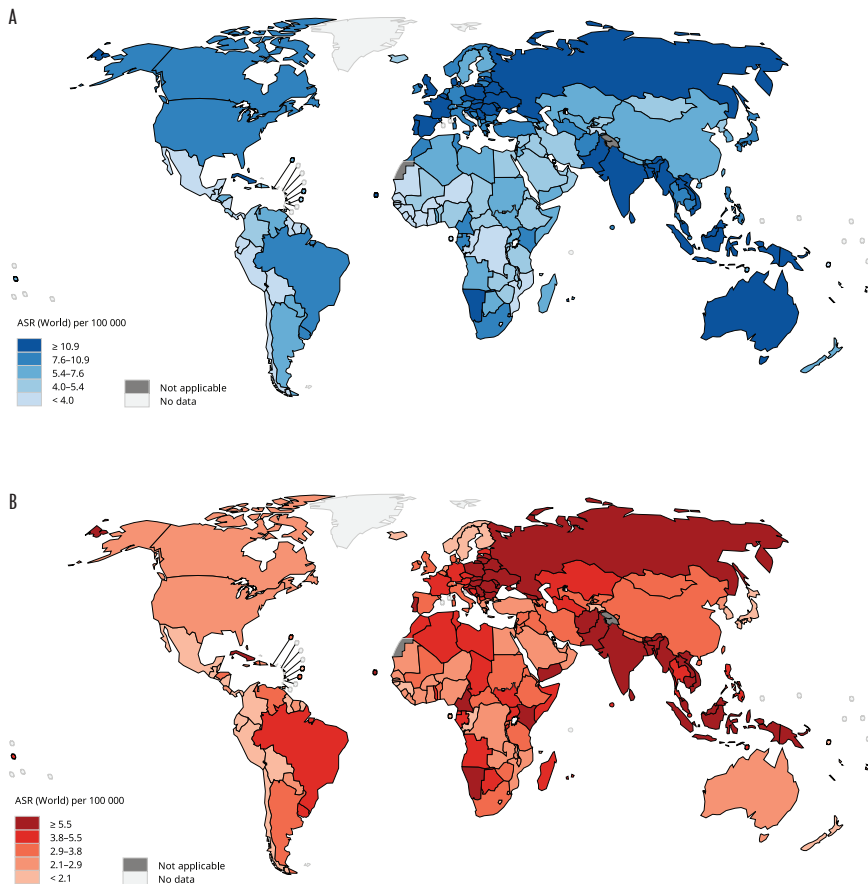 A
ASR (World) per 100 000
≥ 10.9
7.6–10.9
5.4–7.6
4.0–5.4
< 4.0
Not applicable
No data
B
ASR (World) per 100 000
≥ 5.5
3.8–5.5
2.9–3.8
2.1–2.9
< 2.1
Not applicable
No data